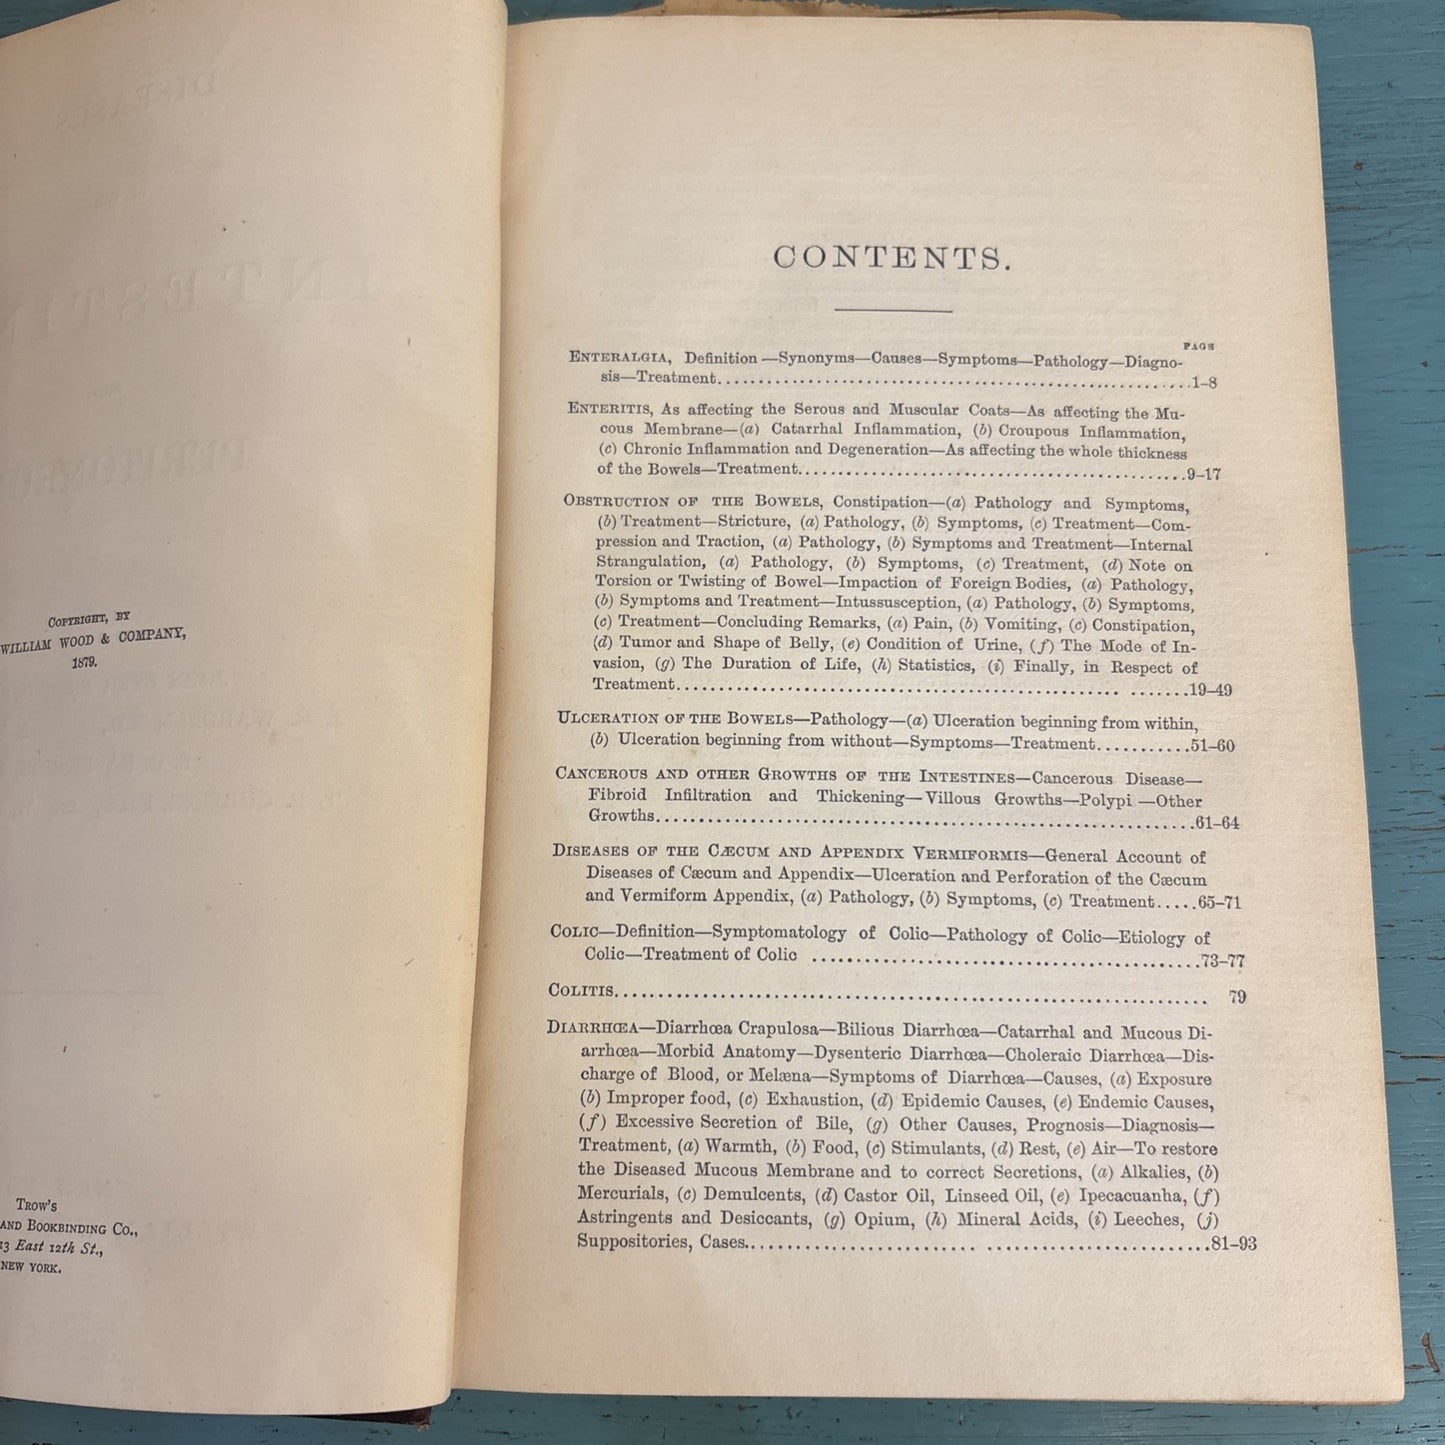 COPYRIGHT, BY
WILLIAM WOOD & COMPANY,
1879.
TROW'S
AND BOOKBINDING CO.,
13 East 12th St.,
NEW YORK.
CONTENTS.
PAGE
ENTERALGIA, Definition —Synonyms—Causes—Symptoms—Pathology—Diagno-
sis—Treatment........................................................1-8
ENTERITIS, As affecting the Serous and Muscular Coats—As affecting the Mu-
cous Membrane—(a) Catarrhal Inflammation, (b) Croupous Inflammation,
(c) Chronic Inflammation and Degeneration—As affecting the whole thickness
of the Bowels—Treatment.............................................9-17
OBSTRUCTION OF THE BOWELS, Constipation—(a) Pathology and Symptoms,
(b) Treatment—Stricture, (a) Pathology, (b) Symptoms, (c) Treatment—Com-
pression and Traction, (a) Pathology, (b) Symptoms and Treatment—Internal
Strangulation, (a) Pathology, (b) Symptoms, (c) Treatment, (d) Note on
Torsion or Twisting of Bowel—Impaction of Foreign Bodies, (a) Pathology,
(b) Symptoms and Treatment—Intussusception, (a) Pathology, (b) Symptoms,
(c) Treatment—Concluding Remarks, (a) Pain, (b) Vomiting, (c) Constipation,
(d) Tumor and Shape of Belly, (e) Condition of Urine, (f) The Mode of In-
vasion, (g) The Duration of Life, (h) Statistics, (i) Finally, in Respect of
Treatment.................................................... .......19-49
ULCERATION OF THE BOWELS—Pathology—(a) Ulceration beginning from within,
(b) Ulceration beginning from without—Symptoms—Treatment...........51-60
CANCEROUS AND OTHER GROWTHS OF THE INTESTINES—Cancerous Disease—
Fibroid Infiltration and Thickening—Villous Growths—Polypi —Other
Growths..............................................................61-64
DISEASES OF THE CÆCUM AND APPENDIX VERMIFORMIS—General Account of
Diseases of Cæcum and Appendix—Ulceration and Perforation of the Cæcum
and Vermiform Appendix, (a) Pathology, (b) Symptoms, (c) Treatment.....65-71
COLIC—Definition—Symptomatology of Colic—Pathology of Colic—Etiology of
Colic—Treatment of Colic ............................................73-77
COLITIS.................................................................... 79
DIARRHŒA—Diarrhœa Crapulosa—Bilious Diarrhœa—Catarrhal and Mucous Di-
arrhœa—Morbid Anatomy—Dysenteric Diarrhœa—Choleraic Diarrhœa—Dis-
charge of Blood, or Melæna—Symptoms of Diarrhœa—Causes, (a) Exposure
(b) Improper food, (c) Exhaustion, (d) Epidemic Causes, (e) Endemic Causes,
(f) Excessive Secretion of Bile, (g) Other Causes, Prognosis—Diagnosis—
Treatment, (a) Warmth, (b) Food, (c) Stimulants, (d) Rest, (e) Air—To restore
the Diseased Mucous Membrane and to correct Secretions, (a) Alkalies, (b)
Mercurials, (c) Demulcents, (d) Castor Oil, Linseed Oil, (e) Ipecacuanha, (f)
Astringents and Desiccants, (g) Opium, (h) Mineral Acids, (i) Leeches, (j)
Suppositories, Cases........................... ..........................81-93